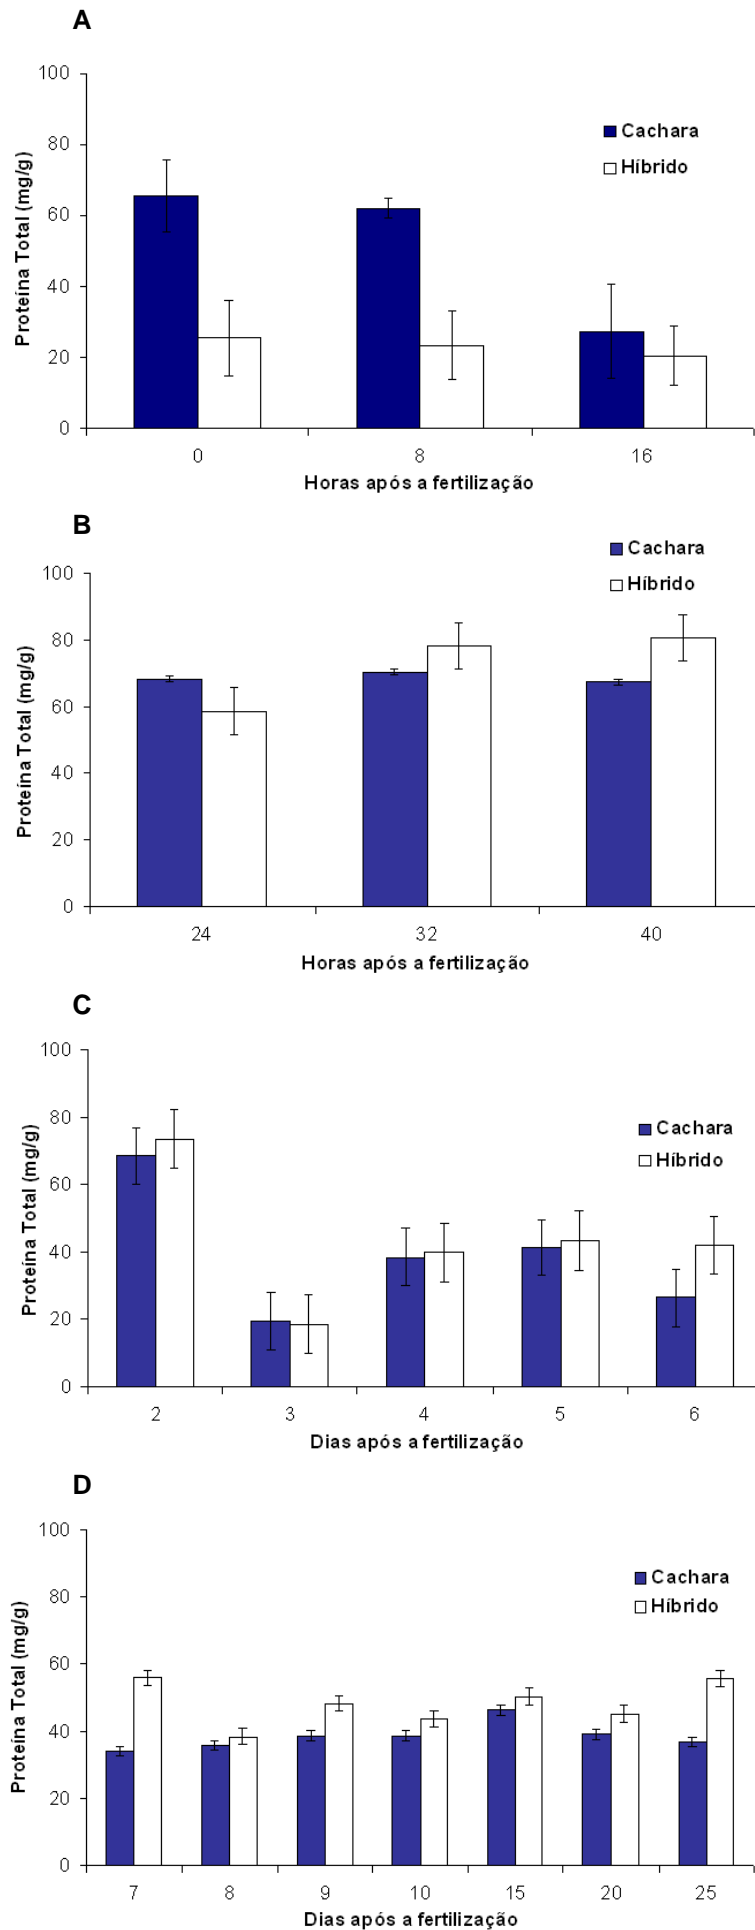 A
Proteína Total (mg/g)
100
80
60
40
20
0
Cachara
Híbrido
0 8 16
Horas após a fertilização
B
Proteína Total (mg/g)
100
80
60
40
20
0
Cachara
Híbrido
24 32 40
Horas após a fertilização
C
Proteína Total (mg/g)
100
80
60
40
20
0
Cachara
Híbrido
2 3 4 5 6
Dias após a fertilização
D
Proteína Total (mg/g)
100
80
60
40
20
0
Cachara
Híbrido
7 8 9 10 15 20 25
Dias após a fertilização